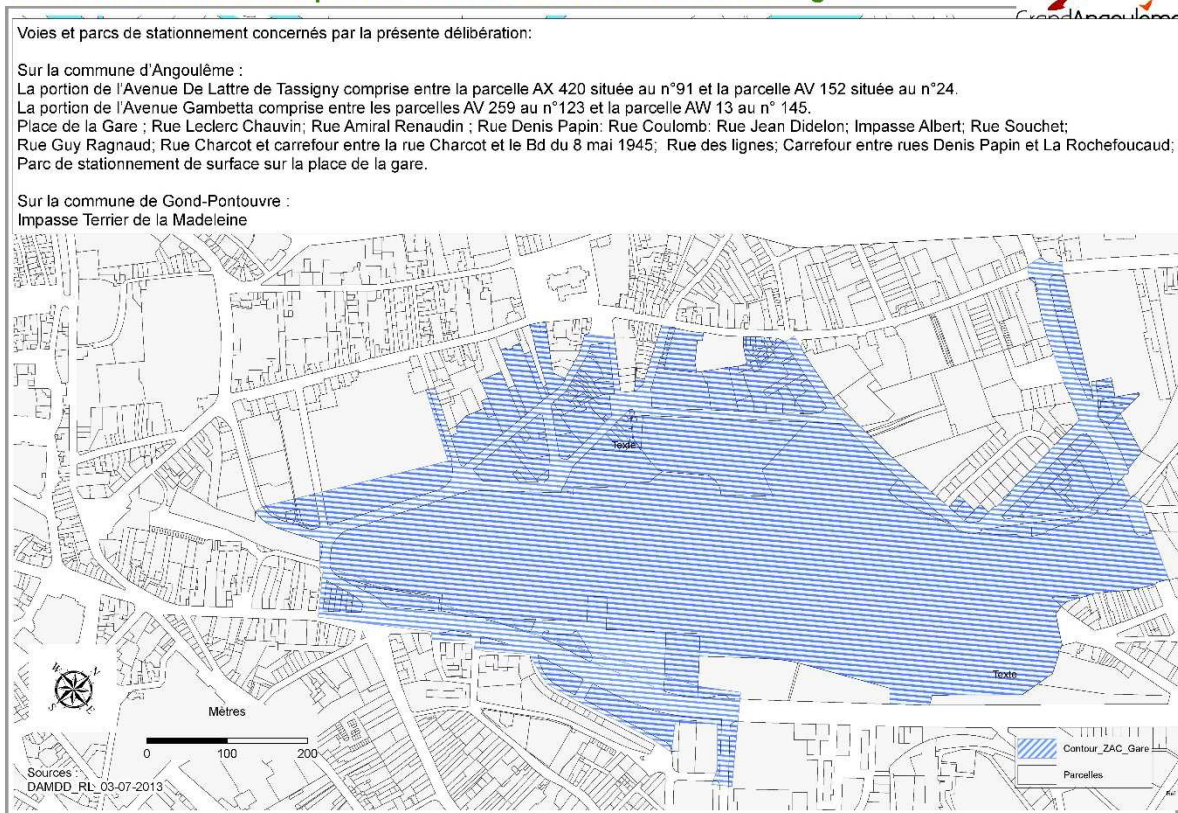 GrandAngoulême
Voies et parcs de stationnement concernés par la présente délibération:
Sur la commune d'Angoulême :
La portion de l'Avenue De Lattre de Tassigny comprise entre la parcelle AX 420 située au n°91 et la parcelle AV 152 située au n°24.
La portion de l'Avenue Gambetta comprise entre les parcelles AV 259 au n°123 et la parcelle AW 13 au n° 145.
Place de la Gare ; Rue Leclerc Chauvin; Rue Amiral Renaudin ; Rue Denis Papin: Rue Coulomb: Rue Jean Didelon; Impasse Albert; Rue Souchet;
Rue Guy Ragnaud; Rue Charcot et carrefour entre la rue Charcot et le Bd du 8 mai 1945; Rue des lignes; Carrefour entre rues Denis Papin et La Rochefoucaud;
Parc de stationnement de surface sur la place de la gare.
Sur la commune de Gond-Pontouvre :
Impasse Terrier de la Madeleine
Texte
Texte
W N
S E
Mètres
0 100 200
Sources :
DAMDD_RL_03-07-2013
Contour_ZAC_Gare
Parcelles